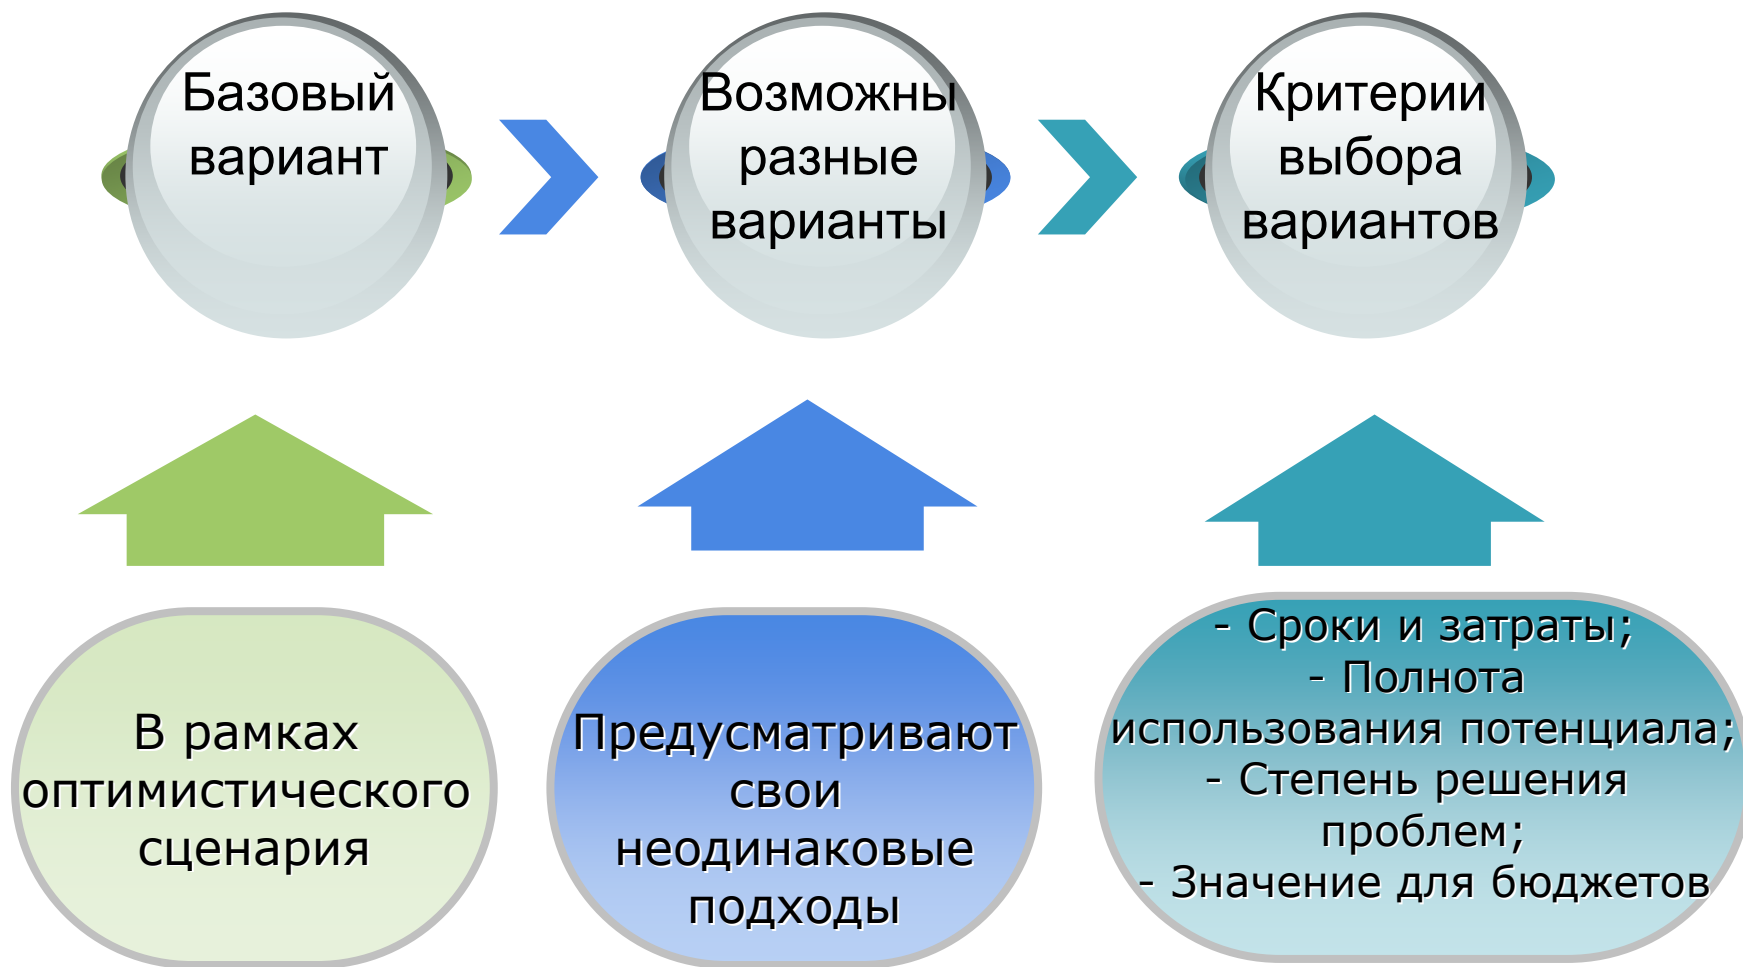 Базовый
вариант
Возможны
разные
варианты
Критерии
выбора
вариантов
В рамках
оптимистического
сценария
Предусматривают
свои
неодинаковые
подходы
- Сроки и затраты;
- Полнота
использования потенциала;
- Степень решения
проблем;
- Значение для бюджетов